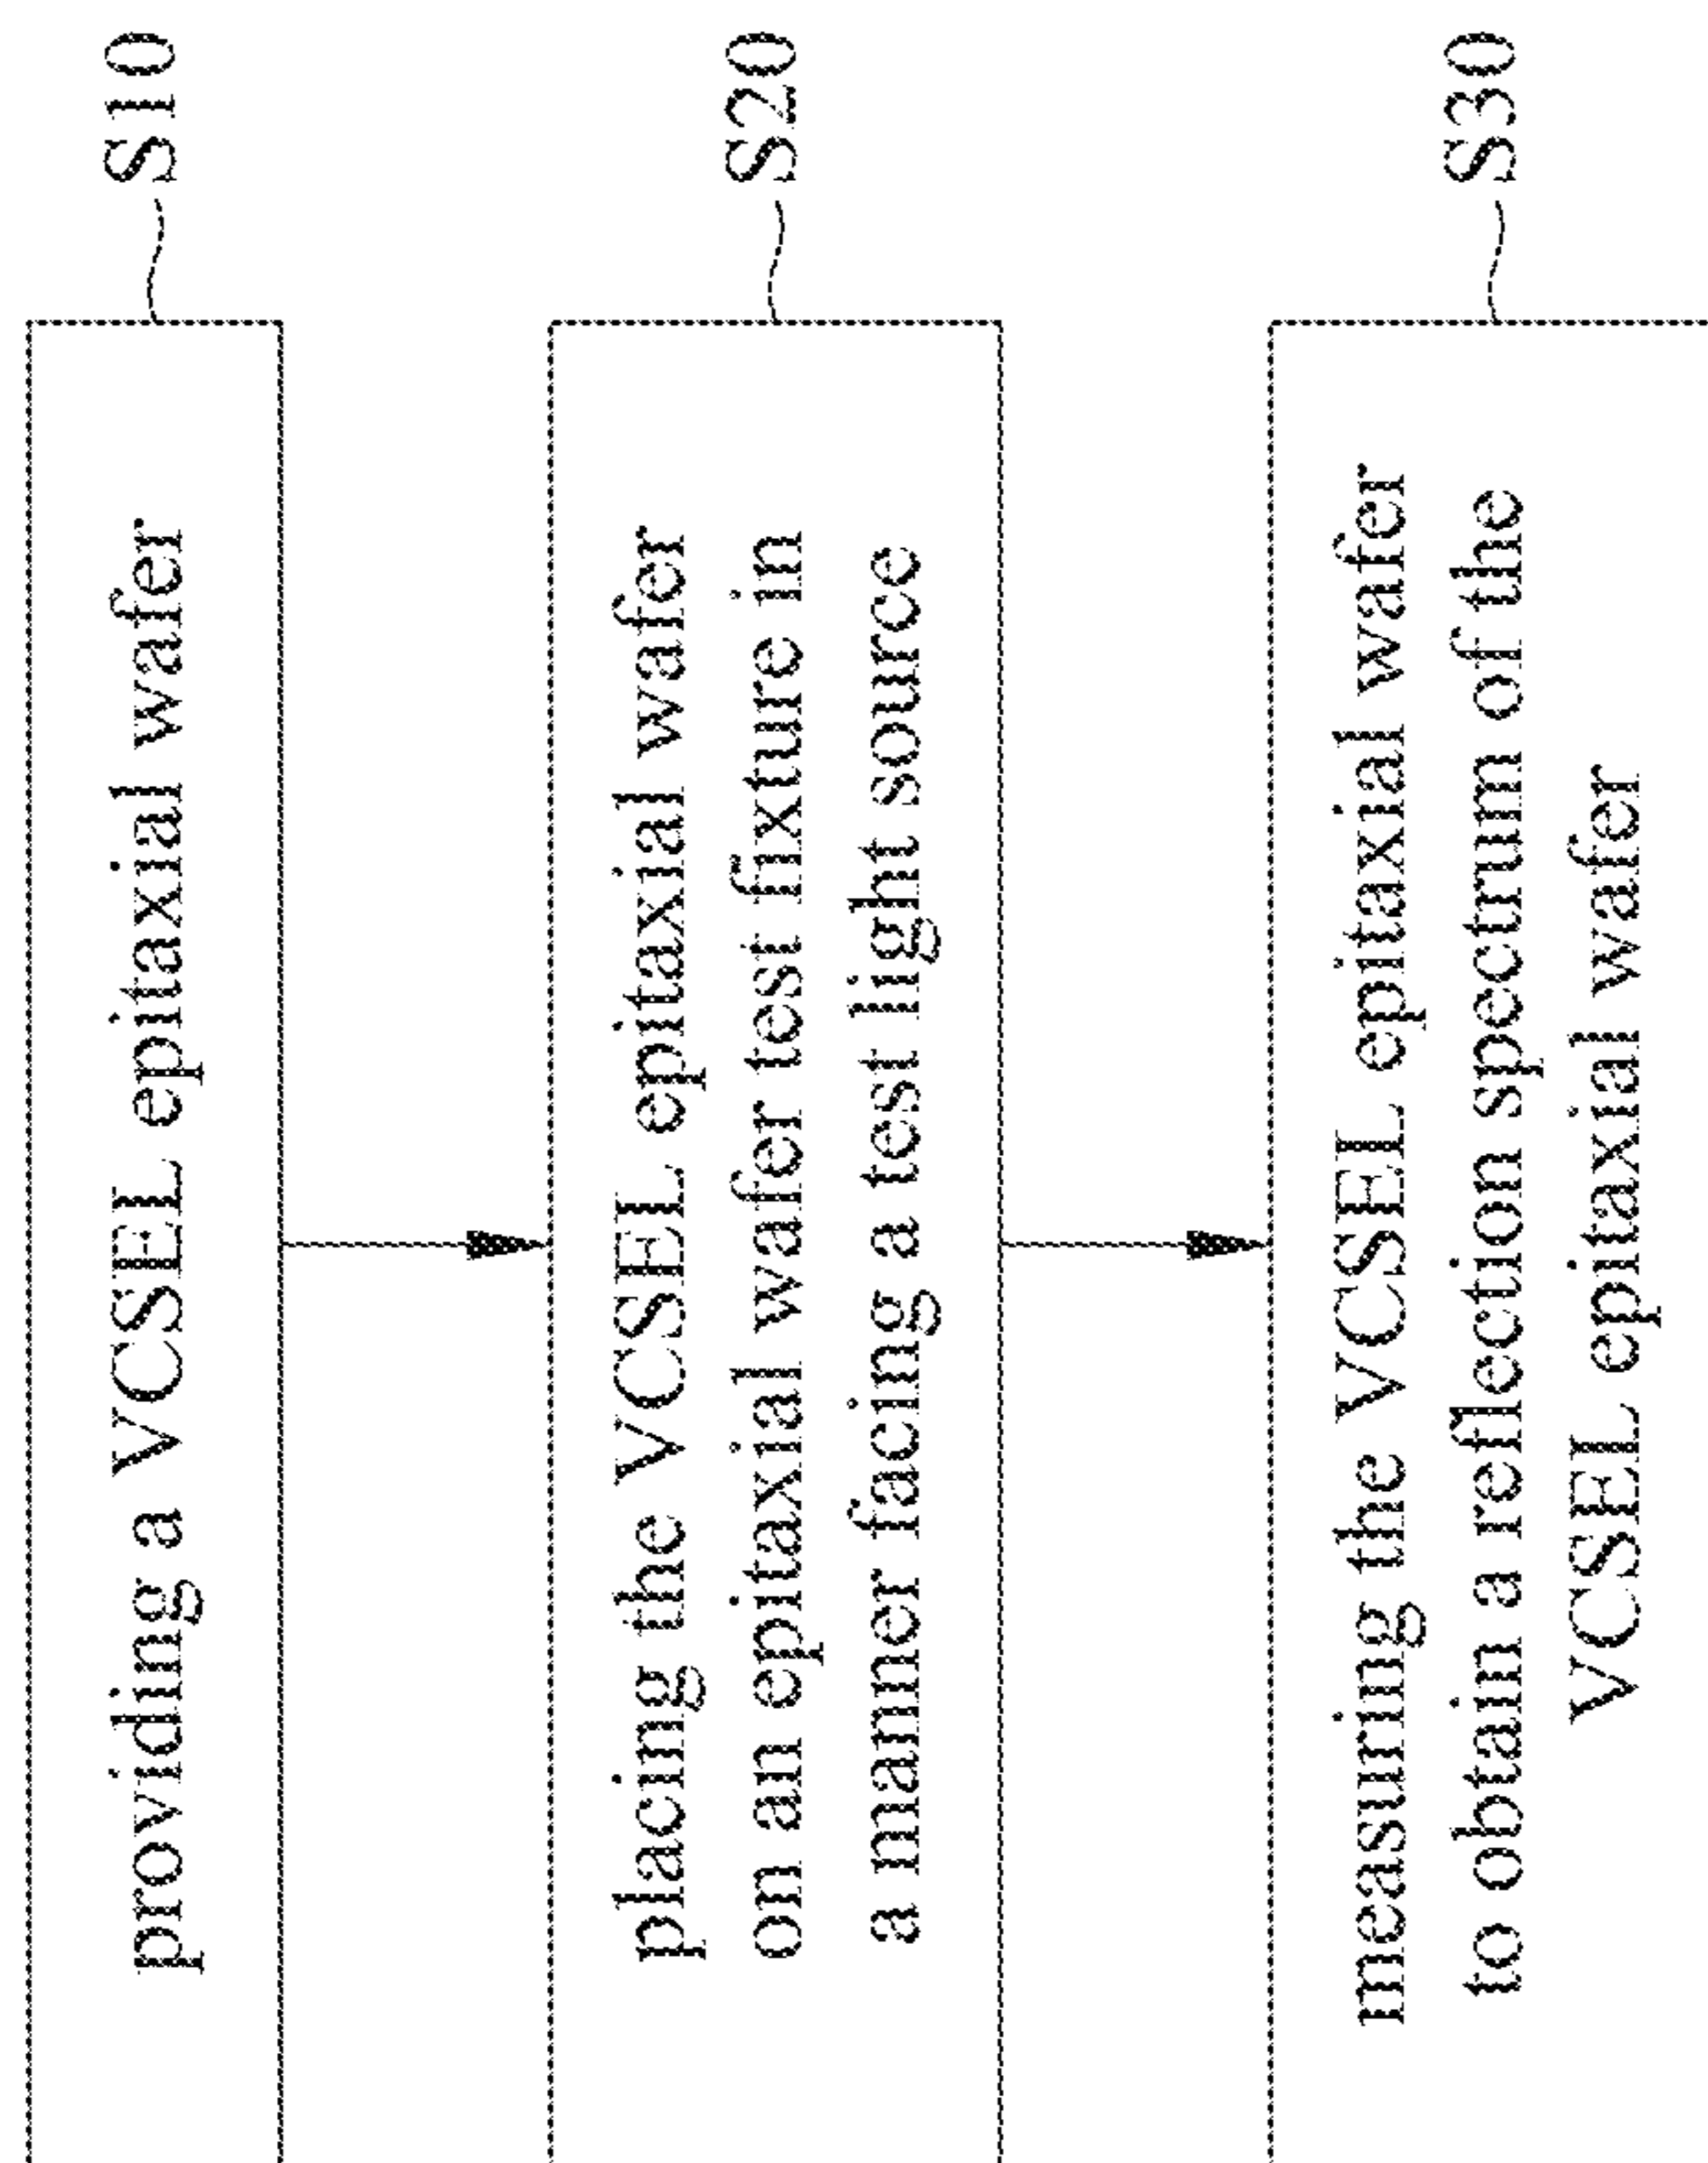 providing a VCSEL epitaxial wafer
S10
placing the VCSEL epitaxial wafer
on an epitaxial wafer test fixture in
a manner facing a test light source
S20
measuring the VCSEL epitaxial wafer
to obtain a reflection spectrum of the
VCSEL epitaxial wafer
S30